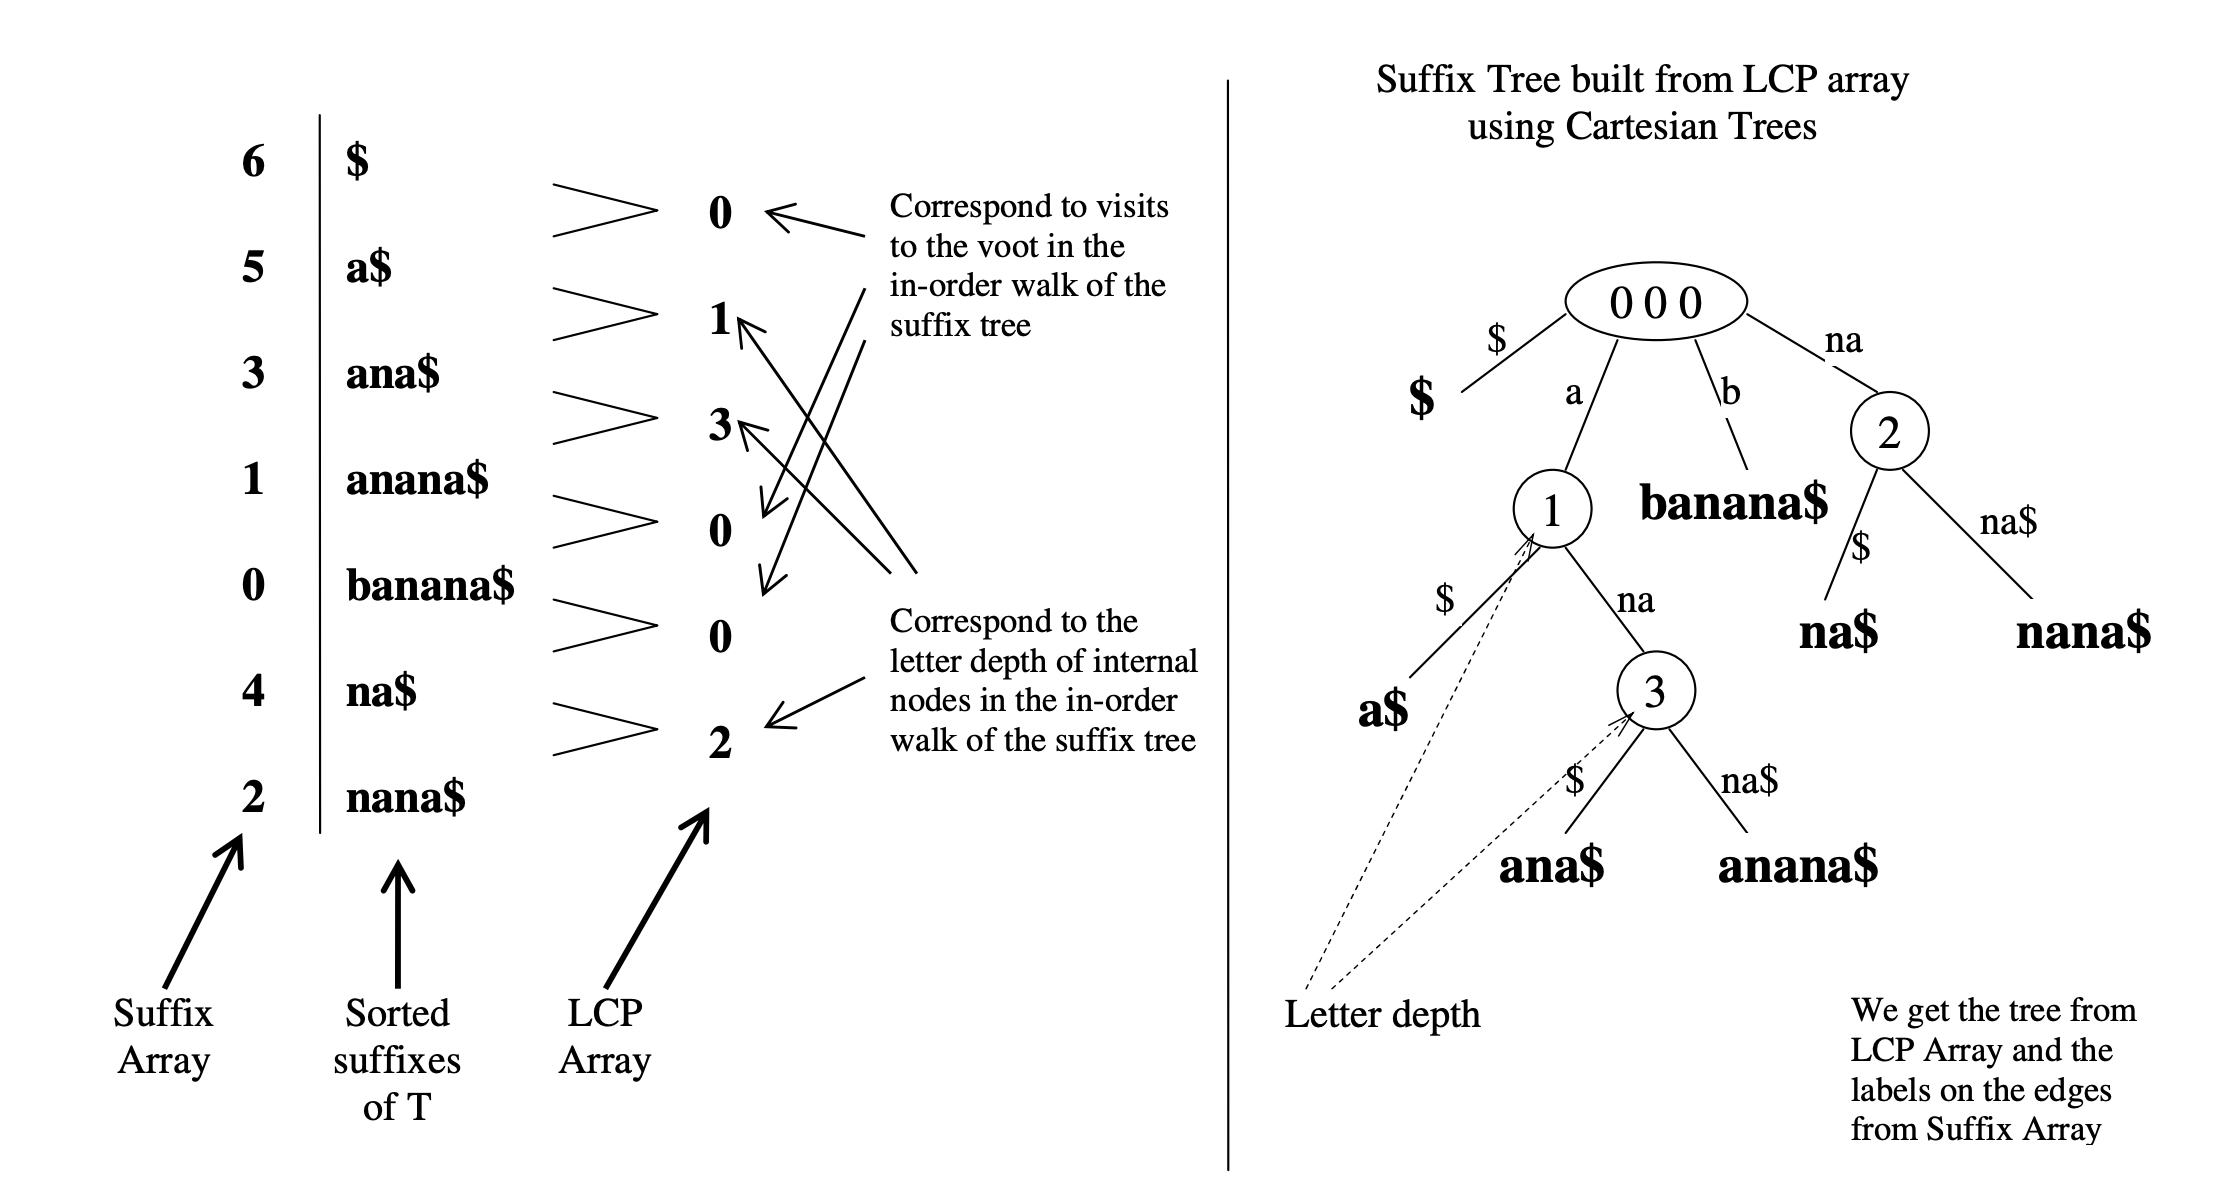 6 $
0
5 a$
1
3 ana$
3
1 anana$
0
0 banana$
0
4 na$
2
2 nana$
Correspond to visits
to the voot in the
in-order walk of the
suffix tree
Correspond to the
letter depth of internal
nodes in the in-order
walk of the suffix tree
Suffix
Array
Sorted
suffixes
of T
LCP
Array
Suffix Tree built from LCP array
using Cartesian Trees
0 0 0
$
a
b
na
$
2
1
banana$
$
na$
$
na
na$
nana$
a$
3
$
na$
ana$
anana$
Letter depth
We get the tree from
LCP Array and the
labels on the edges
from Suffix Array